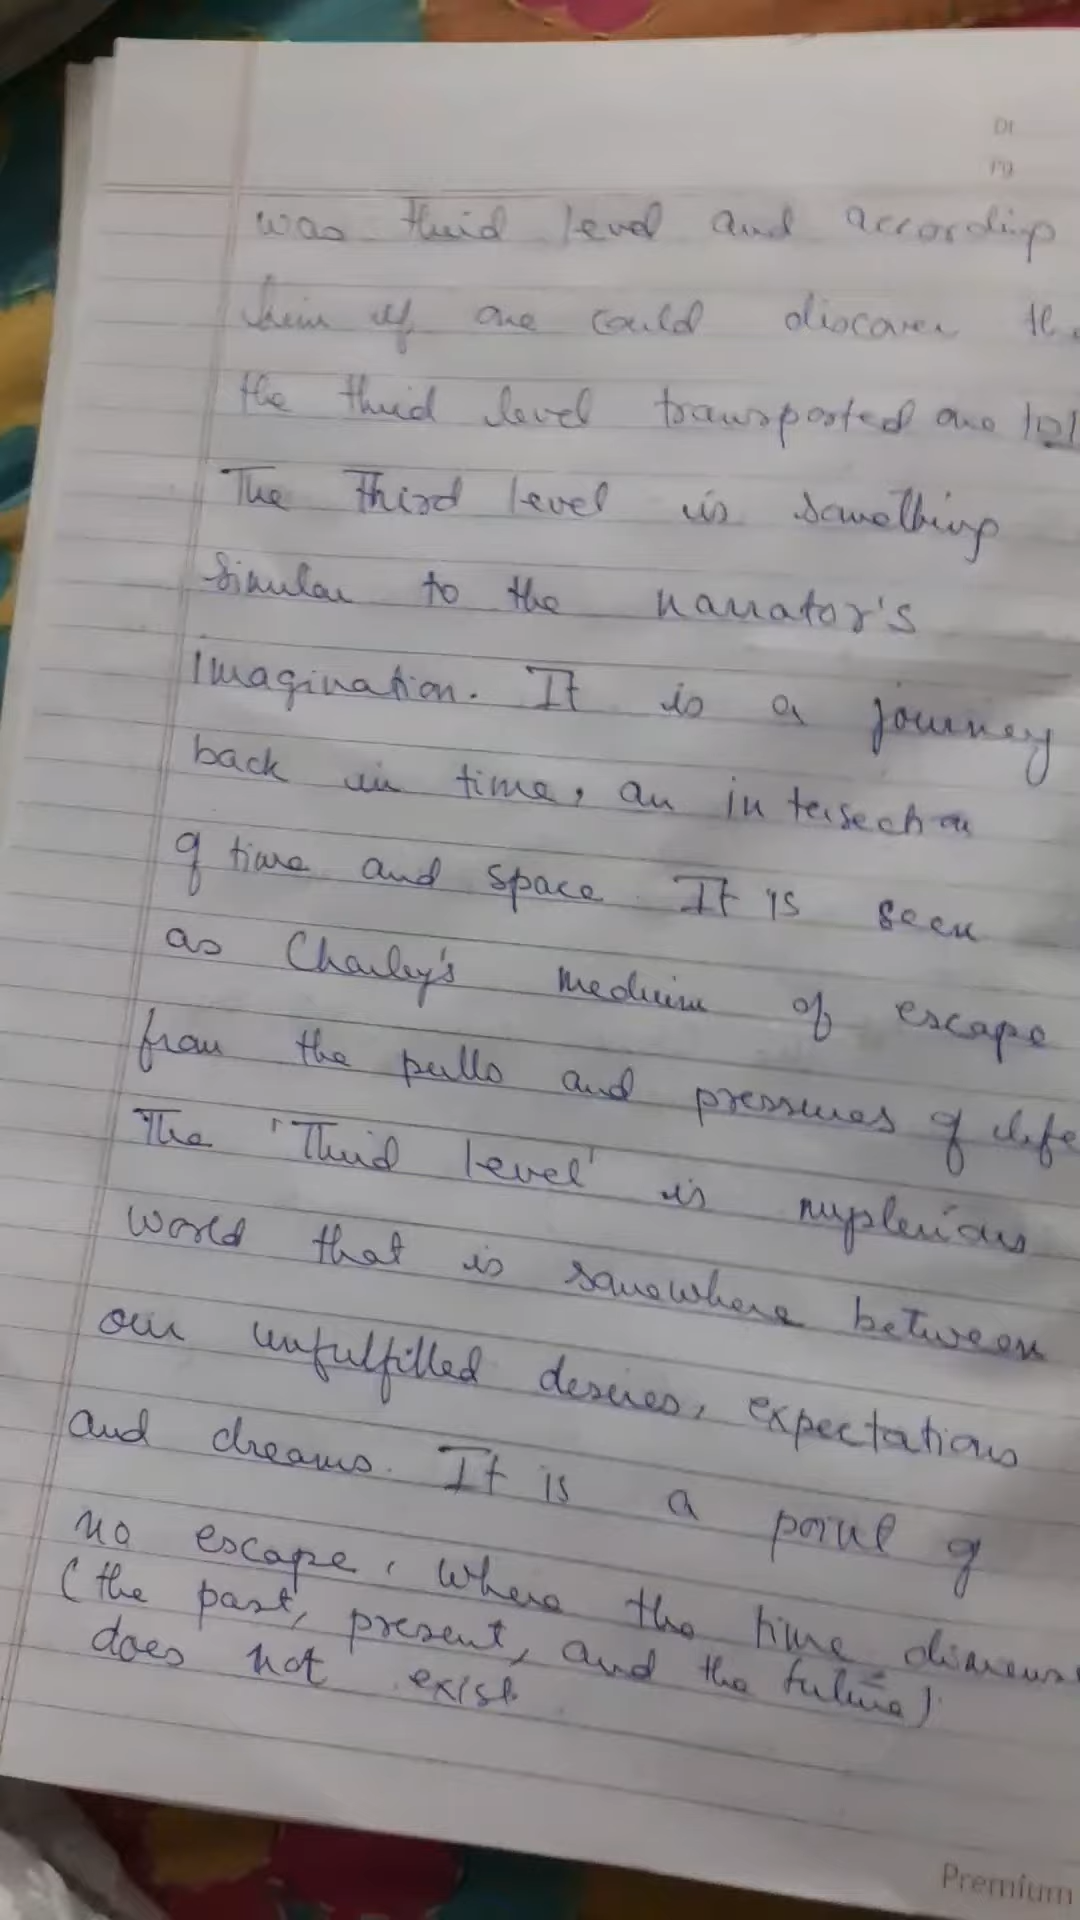 was third level and according
him if one could discover
the third level transported one
The Third level is something
Similar to the narrator's
Imagination. It is a journey
back in time, an intersection
of time and space. It is seen
as Charley's medium of escape
from the pulls and pressures of life
The 'Third level' is
world that is somewhere between
our unfulfilled desires, expectations
and dreams. It is a point of
no escape, where the time
(the past, present, and the future)
does not exist
Premium